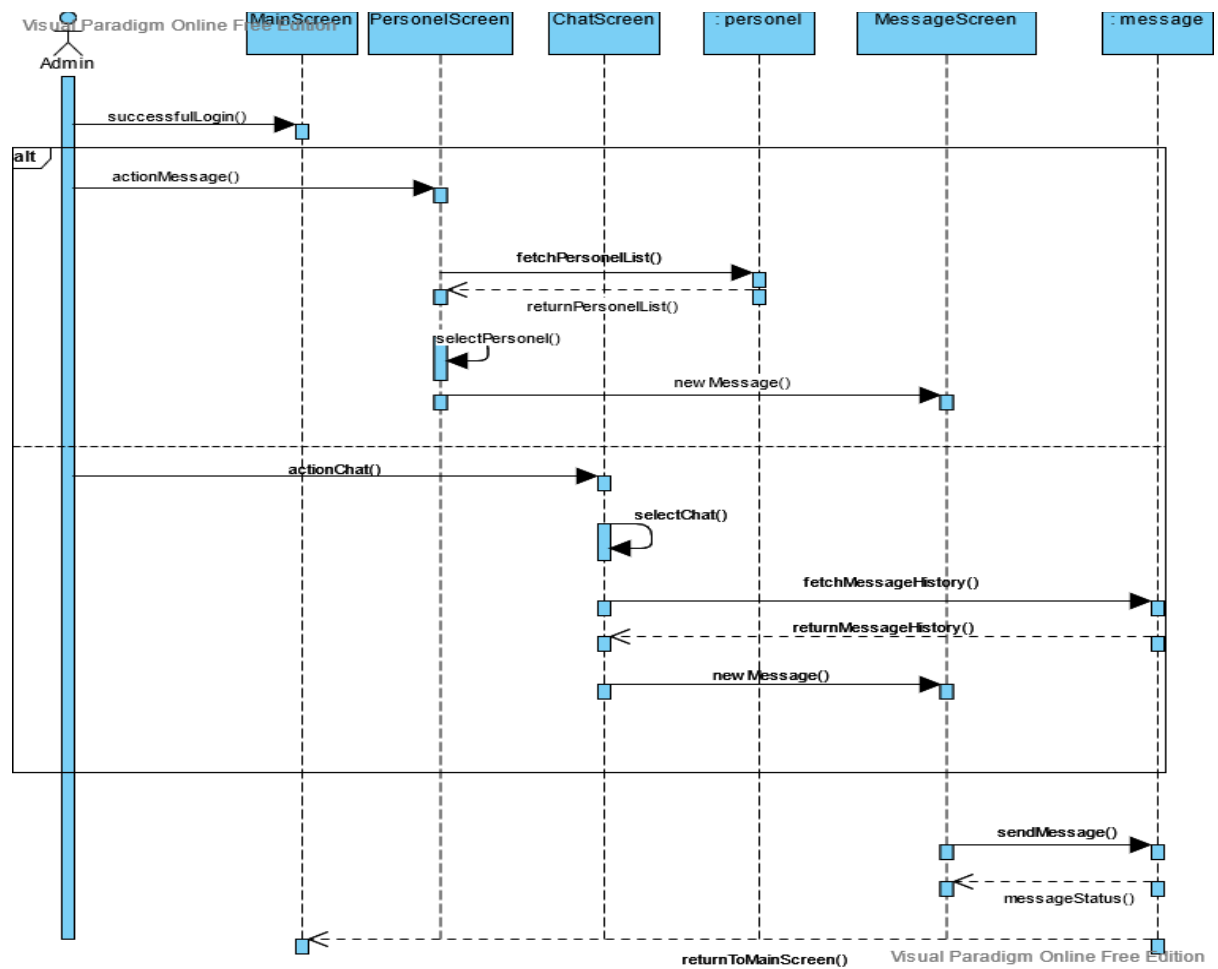 MainScreen
PersonelScreen
ChatScreen
: personel
MessageScreen
: message
Visual Paradigm Online Free Edition
Admin
successfulLogin()
alt
actionMessage()
fetchPersonelList()
returnPersonelList()
selectPersonel()
new Message()
actionChat()
selectChat()
fetchMessageHistory()
returnMessageHistory()
new Message()
sendMessage()
messageStatus()
returnToMainScreen()
Visual Paradigm Online Free Edition